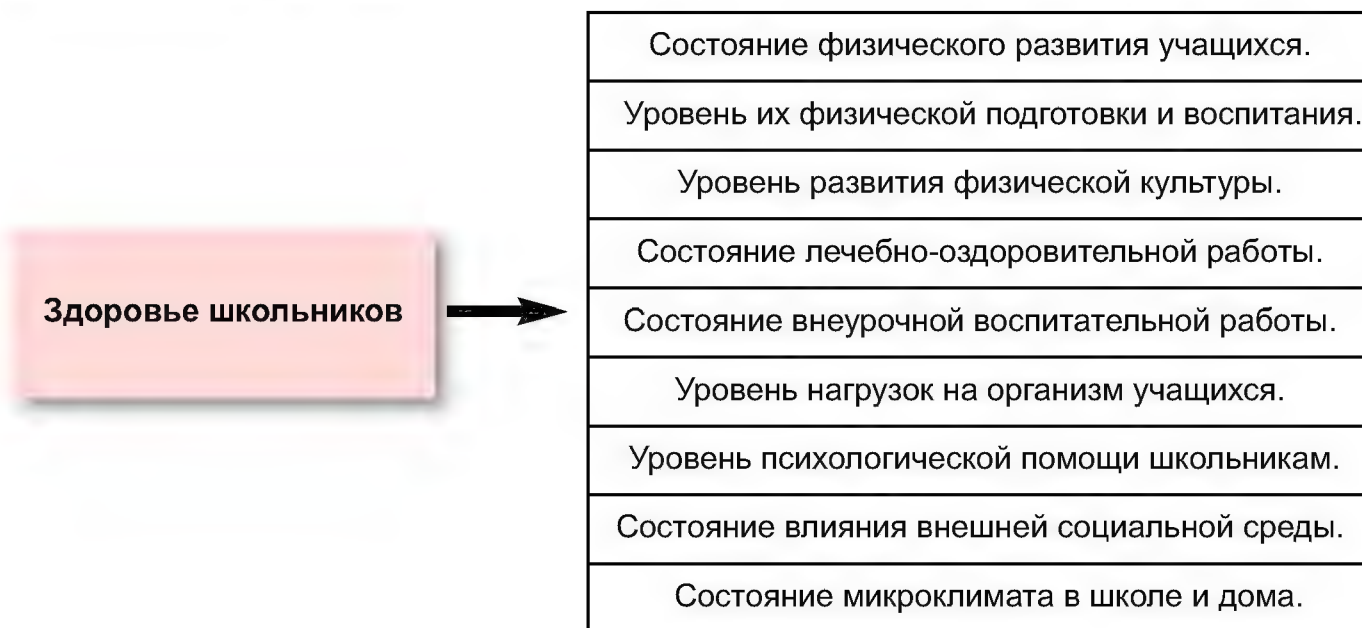 Здоровье школьников
Состояние физического развития учащихся.
Уровень их физической подготовки и воспитания.
Уровень развития физической культуры.
Состояние лечебно-оздоровительной работы.
Состояние внеурочной воспитательной работы.
Уровень нагрузок на организм учащихся.
Уровень психологической помощи школьникам.
Состояние влияния внешней социальной среды.
Состояние микроклимата в школе и дома.